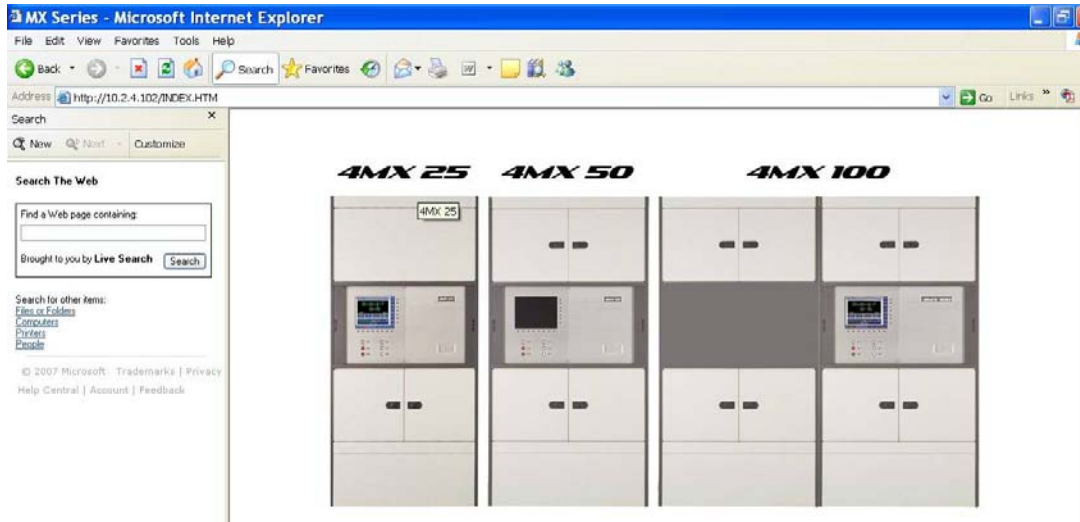 MX Series - Microsoft Internet Explorer
File Edit View Favorites Tools Help
Back Search Favorites
Address http://10.2.4.102/INDEX.HTM Go Links »
Search ×
New Next Customize
Search The Web
Find a Web page containing:
Brought to you by Live Search Search
Search for other items:
Files or Folders
Computers
Printers
People
© 2007 Microsoft Trademarks | Privacy
Help Central | Account | Feedback
4MX 25 4MX 50 4MX 100
4MX 25